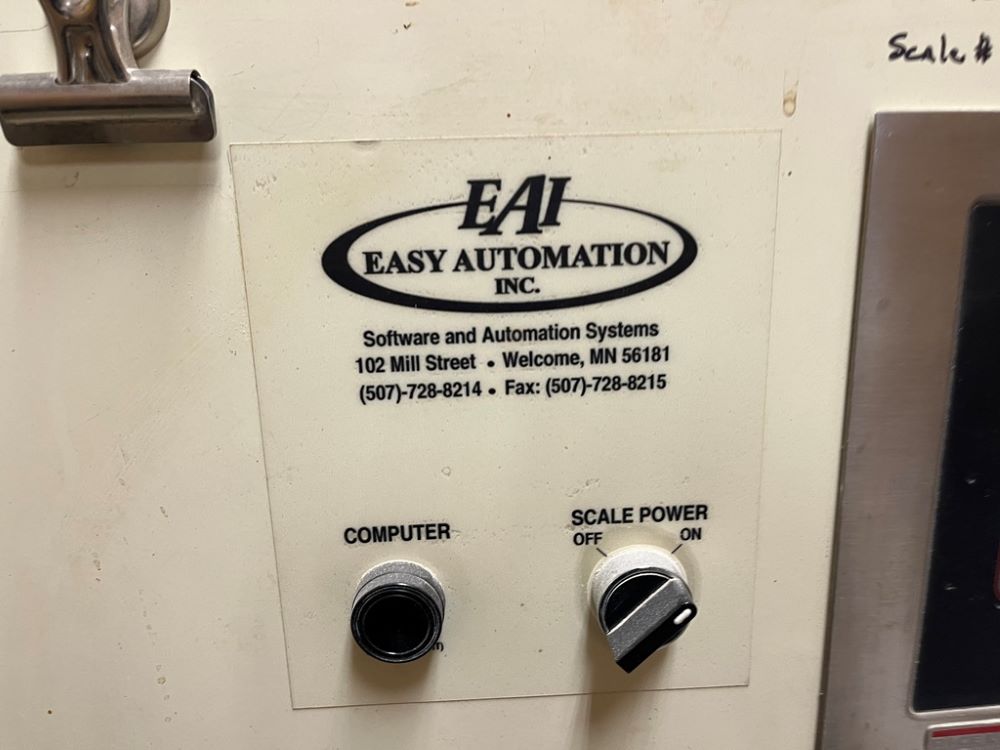 Scale #
EAI
EASY AUTOMATION
INC.
Software and Automation Systems
102 Mill Street • Welcome, MN 56181
(507)-728-8214 • Fax: (507)-728-8215
COMPUTER
SCALE POWER
OFF ON